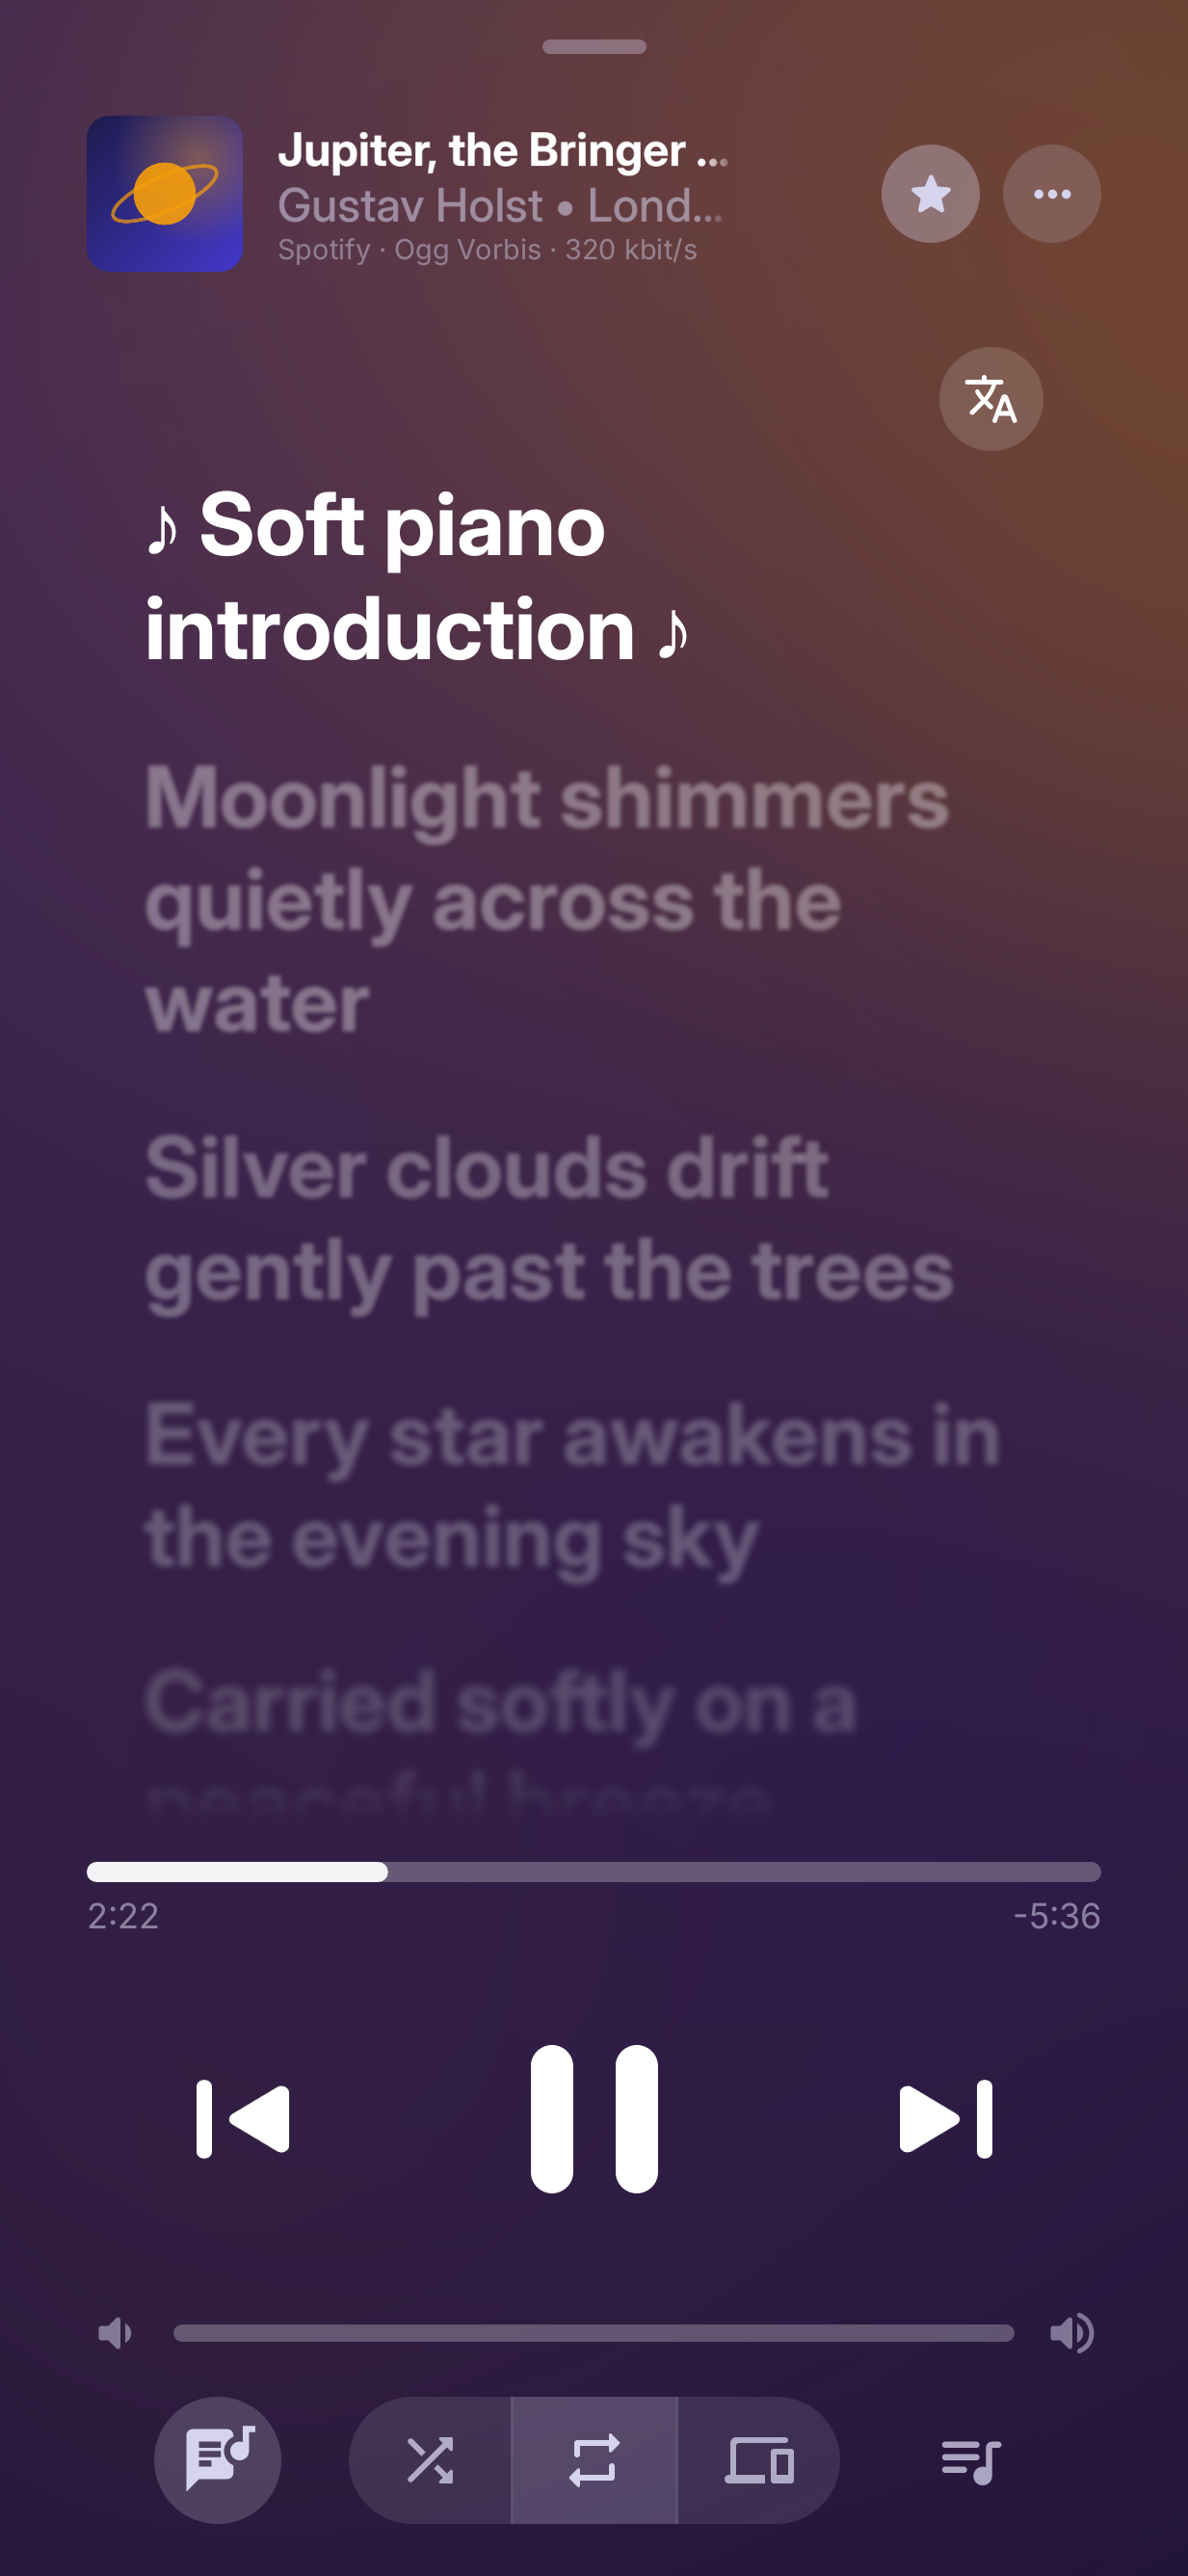 Jupiter, the Bringer ...
Gustav Holst • Lond...
Spotify · Ogg Vorbis · 320 kbit/s
♪ Soft piano
introduction ♪
Moonlight shimmers
quietly across the
water
Silver clouds drift
gently past the trees
Every star awakens in
the evening sky
Carried softly on a
peaceful breeze
2:22
-5:36